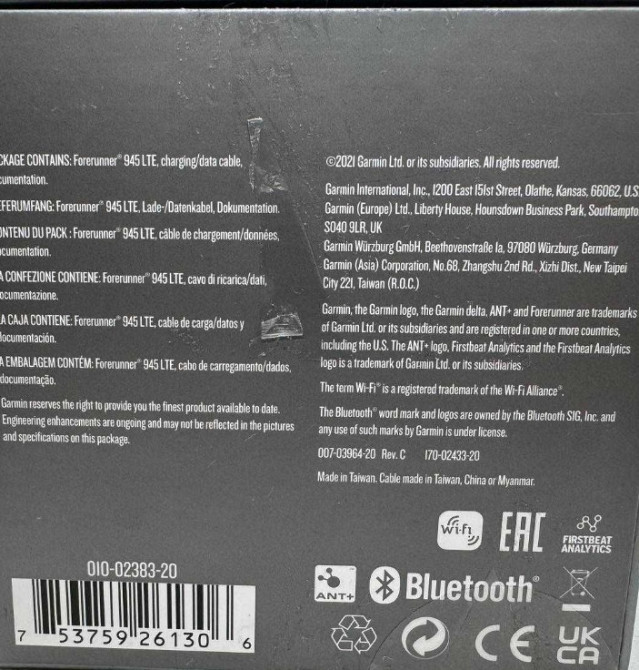 CKAGE CONTAINS: Forerunner® 945 LTE, charging/data cable,
cumentation.
EFERUMFANG: Forerunner® 945 LTE, Lade-/Datenkabel, Dokumentation.
ONTENU DU PACK : Forerunner® 945 LTE, câble de chargement/données,
ocumentation.
A CONFEZIONE CONTIENE: Forerunner® 945 LTE, cavo di ricarica/dati,
ocumentazione.
A CAJA CONTIENE: Forerunner® 945 LTE, cable de carga/datos y
documentación.
A EMBALAGEM CONTÉM: Forerunner® 945 LTE, cabo de carregamento/dados,
documentação.
Garmin reserves the right to provide you the finest product available to date.
Engineering enhancements are ongoing and may not be reflected in the pictures
and specifications on this package.
010-02383-20
7 53759 26130 6
©2021 Garmin Ltd. or its subsidiaries. All rights reserved.
Garmin International, Inc., 1200 East 151st Street, Olathe, Kansas, 66062, U.S
Garmin (Europe) Ltd., Liberty House, Hounsdown Business Park, Southampto
SO40 9LR, UK
Garmin Würzburg GmbH, Beethovenstraße 1a, 97080 Würzburg, Germany
Garmin (Asia) Corporation, No.68, Zhangshu 2nd Rd., Xizhi Dist., New Taipei
City 221, Taiwan (R.O.C.)
Garmin, the Garmin logo, the Garmin delta, ANT+ and Forerunner are trademarks
of Garmin Ltd. or its subsidiaries and are registered in one or more countries,
including the U.S. The ANT+ logo, Firstbeat Analytics and the Firstbeat Analytics
logo is a trademark of Garmin Ltd. or its subsidiaries.
The term Wi-Fi® is a registered trademark of the Wi-Fi Alliance®.
The Bluetooth® word mark and logos are owned by the Bluetooth SIG, Inc. and
any use of such marks by Garmin is under license.
007-03964-20 Rev. C 170-02433-20
Made in Taiwan. Cable made in Taiwan, China or Myanmar.
Wi-Fi
EAC
FIRSTBEAT
ANALYTICS
ANT+
Bluetooth®
CE
UK
CA